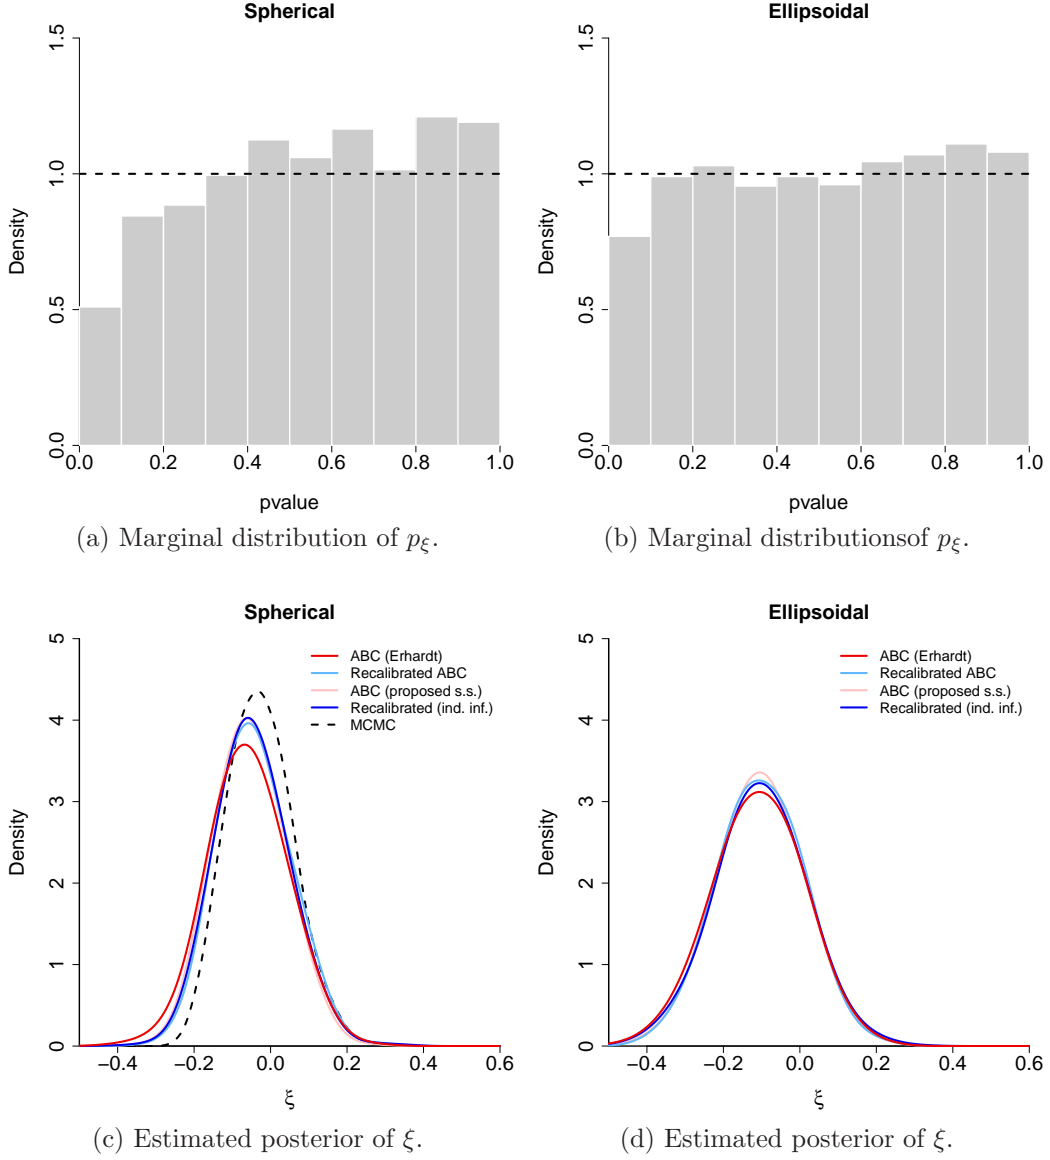 Spherical
Ellipsoidal
1.5
1.0
0.5
0.0
Density
0.0 0.2 0.4 0.6 0.8 1.0
pvalue
1.5
1.0
0.5
0.0
Density
0.0 0.2 0.4 0.6 0.8 1.0
pvalue
(a) Marginal distribution of pξ.
(b) Marginal distributionsof pξ.
Spherical
5
4
3
2
1
0
Density
ABC (Erhardt)
Recalibrated ABC
ABC (proposed s.s.)
Recalibrated (ind. inf.)
MCMC
−0.4 −0.2 0.0 0.2 0.4 0.6
ξ
Ellipsoidal
5
4
3
2
1
0
Density
ABC (Erhardt)
Recalibrated ABC
ABC (proposed s.s.)
Recalibrated (ind. inf.)
−0.4 −0.2 0.0 0.2 0.4 0.6
ξ
(c) Estimated posterior of ξ.
(d) Estimated posterior of ξ.